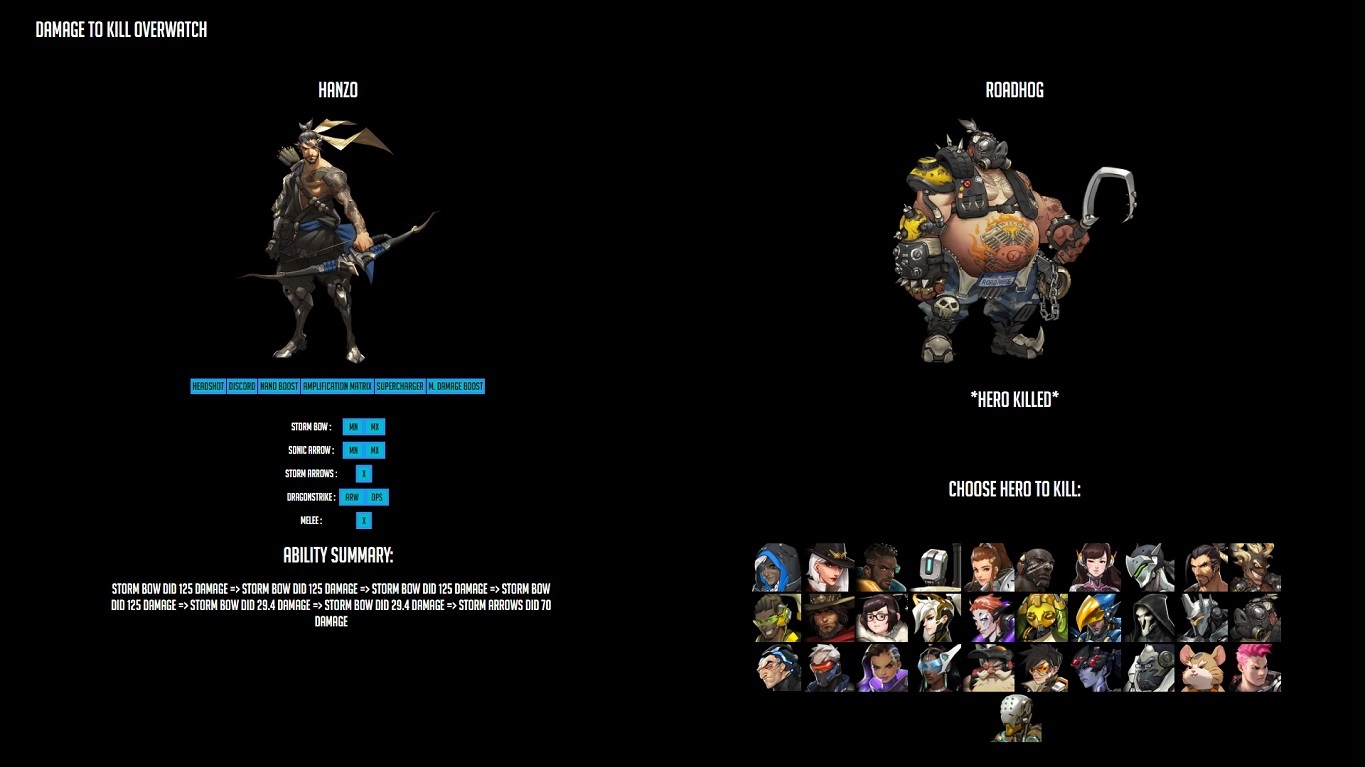 DAMAGE TO KILL OVERWATCH
HANZO
ROADHOG
HEADSHOT DISCORD NANO BOOST AMPLIFICATION MATRIX SUPERCHARGER M. DAMAGE BOOST
*HERO KILLED*
STORM BOW : MN MX
SONIC ARROW : MN MX
STORM ARROWS : X
DRAGONSTRIKE : ARW DPS
MELEE : X
CHOOSE HERO TO KILL:
ABILITY SUMMARY:
STORM BOW DID 125 DAMAGE => STORM BOW DID 125 DAMAGE => STORM BOW DID 125 DAMAGE => STORM BOW
DID 125 DAMAGE => STORM BOW DID 29.4 DAMAGE => STORM BOW DID 29.4 DAMAGE => STORM ARROWS DID 70
DAMAGE